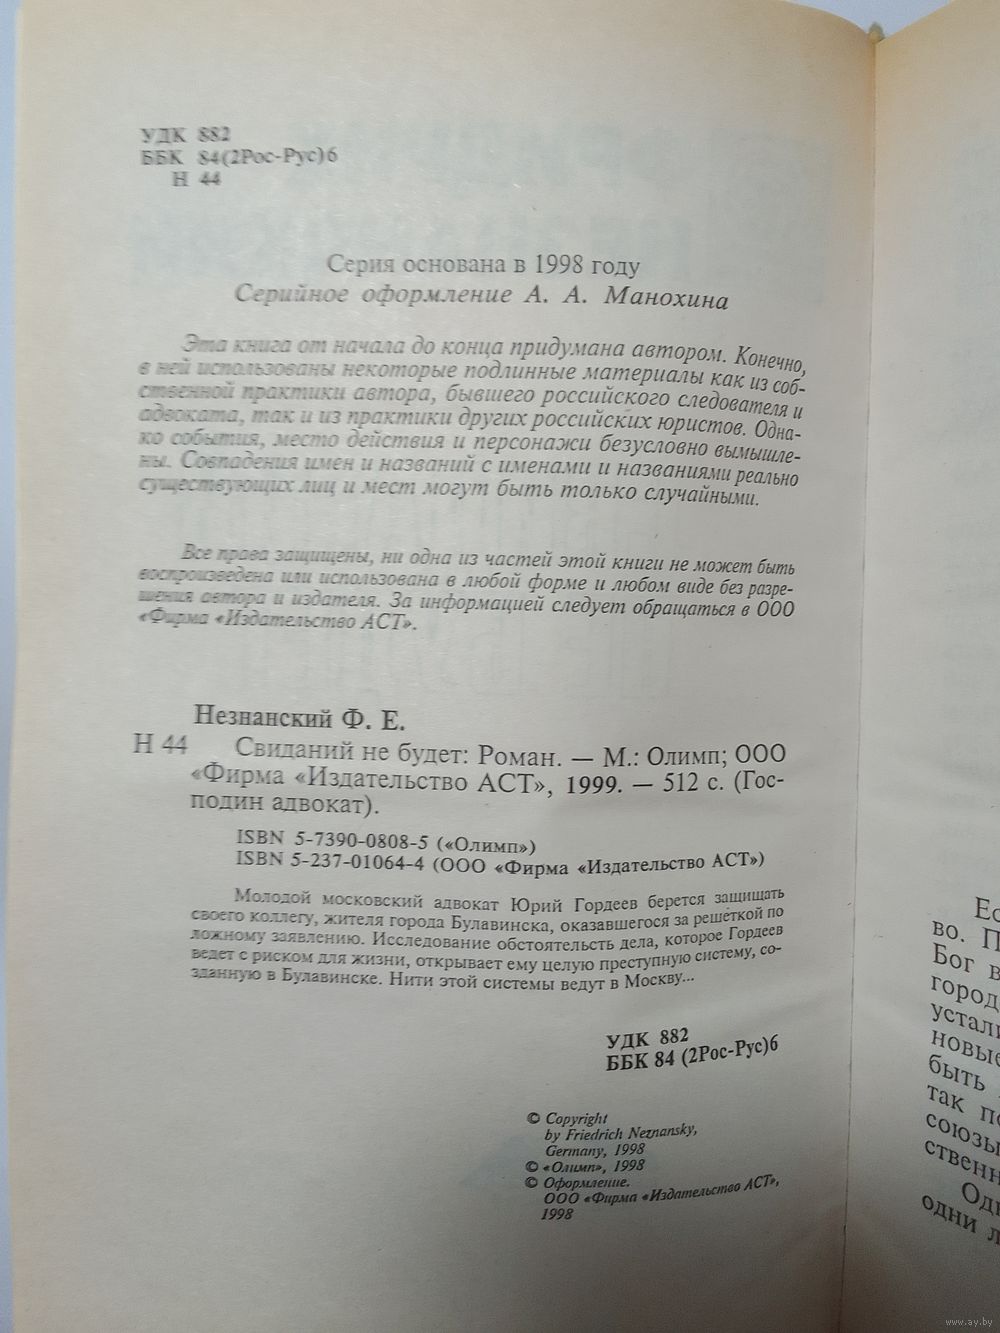 УДК 882
ББК 84(2Рос-Рус)6
Н 44
Серия основана в 1998 году
Серийное оформление А. А. Манохина
Эта книга от начала до конца придумана автором. Конечно,
в ней использованы некоторые подлинные материалы как из соб-
ственной практики автора, бывшего российского следователя и
адвоката, так и из практики других российских юристов. Одна-
ко события, место действия и персонажи безусловно вымышле-
ны. Совпадения имен и названий с именами и названиями реально
существующих лиц и мест могут быть только случайными.
Все права защищены, ни одна из частей этой книги не может быть
воспроизведена или использована в любой форме и любом виде без разре-
шения автора и издателя. За информацией следует обращаться в ООО
«Фирма «Издательство АСТ».
Незнанский Ф. Е.
Н 44 Свиданий не будет: Роман. — М.: Олимп; ООО
«Фирма «Издательство АСТ», 1999. — 512 с. (Гос-
подин адвокат).
ISBN 5-7390-0808-5 («Олимп»)
ISBN 5-237-01064-4 (ООО «Фирма «Издательство АСТ»)
Молодой московский адвокат Юрий Гордеев берется защищать
своего коллегу, жителя города Булавинска, оказавшегося за решёткой по
ложному заявлению. Исследование обстоятельсть дела, которое Гордеев
ведет с риском для жизни, открывает ему целую преступную систему, со-
зданную в Булавинске. Нити этой системы ведут в Москву...
УДК 882
ББК 84 (2Рос-Рус)6
© Copyright
by Friedrich Neznansky,
Germany, 1998
© «Олимп», 1998
© Оформление.
ООО «Фирма «Издательство АСТ»,
1998
Ес
во. П
Бог в
город
устали
новые
быть
так по
союзы
ственн
Одн
одни л
www.ay.by